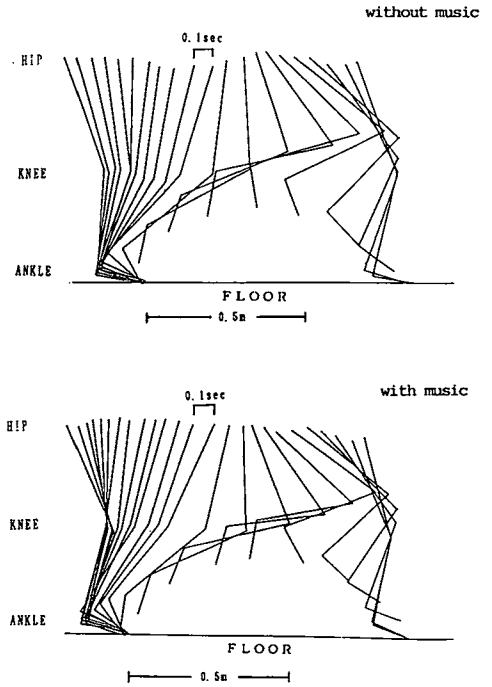 without music
0.1sec
HIP
KNEE
ANKLE
FLOOR
0.5m
with music
0.1sec
HIP
KNEE
ANKLE
FLOOR
0.5m